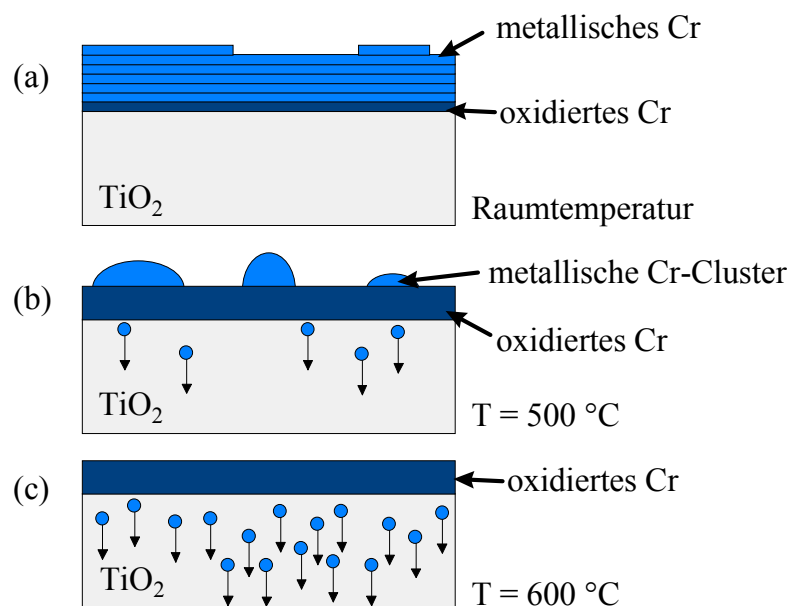 metallisches Cr
(a)
oxidiertes Cr
TiO₂
Raumtemperatur
metallische Cr-Cluster
(b)
oxidiertes Cr
TiO₂
T = 500 °C
oxidiertes Cr
(c)
TiO₂
T = 600 °C